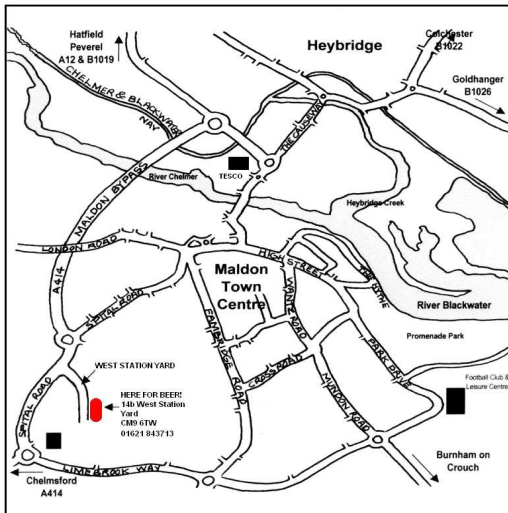 Hatfield
Peverel
A12 & B1019
Heybridge
Colchester
B1022
Goldhanger
B1026
CHELMER & BLACKWATER
NAV
THE CAUSEWAY
MALDON BYPASS
A414
River Chelmer
TESCO
Heybridge Creek
LONDON ROAD
HIGH STREET
THE HYTHE
Maldon
Town
Centre
WANTZ ROAD
River Blackwater
SPITAL ROAD
FAMBRIDGE ROAD
Promenade Park
PARK DRIVE
CROSS ROAD
MUNDON ROAD
Football Club &
Leisure Centre
WEST STATION YARD
HERE FOR BEER!
14b West Station
Yard
CM9 6TW
01621 843713
SPITAL ROAD
LIMEBROOK WAY
Chelmsford
A414
Burnham on
Crouch